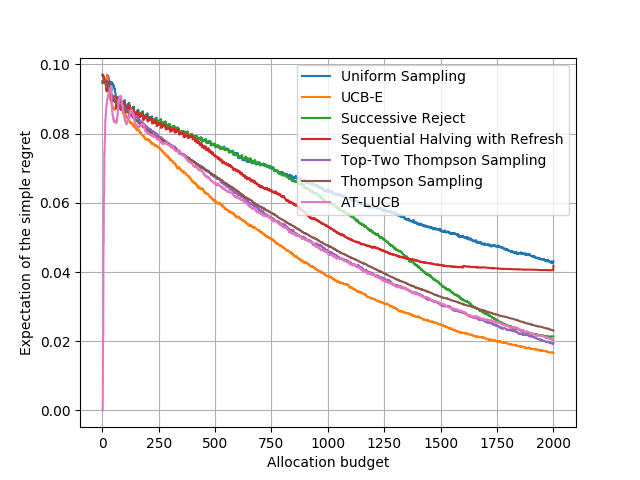 0.10
0.08
0.06
0.04
0.02
0.00
Expectation of the simple regret
Uniform Sampling
UCB-E
Successive Reject
Sequential Halving with Refresh
Top-Two Thompson Sampling
Thompson Sampling
AT-LUCB
0 250 500 750 1000 1250 1500 1750 2000
Allocation budget